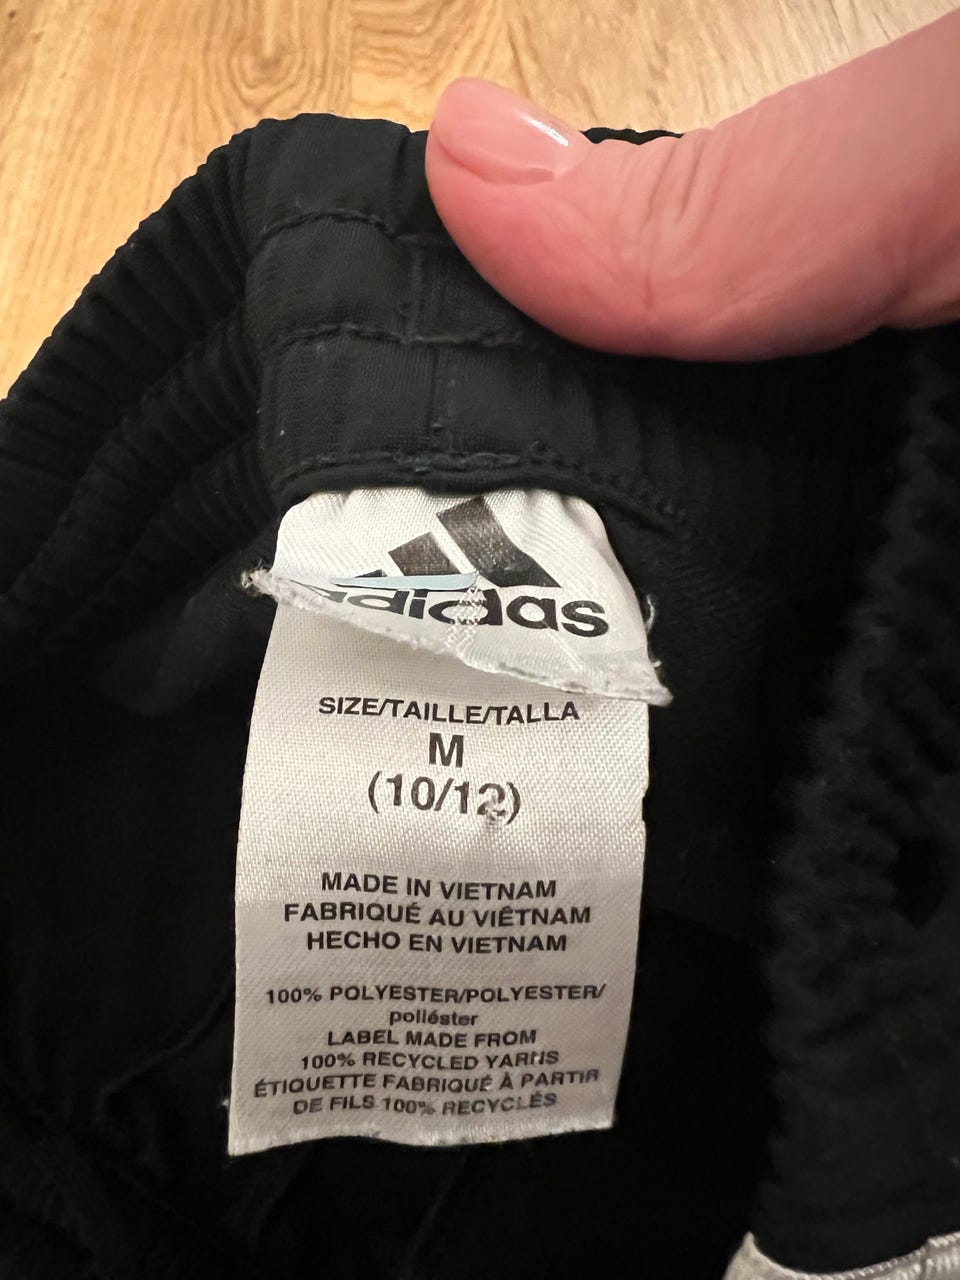 adidas
SIZE/TAILLE/TALLA
M
(10/12)
MADE IN VIETNAM
FABRIQUÉ AU VIÊTNAM
HECHO EN VIETNAM
100% POLYESTER/POLYESTER/
poliéster
LABEL MADE FROM
100% RECYCLED YARNS
ÉTIQUETTE FABRIQUÉ À PARTIR
DE FILS 100% RECYCLÉS